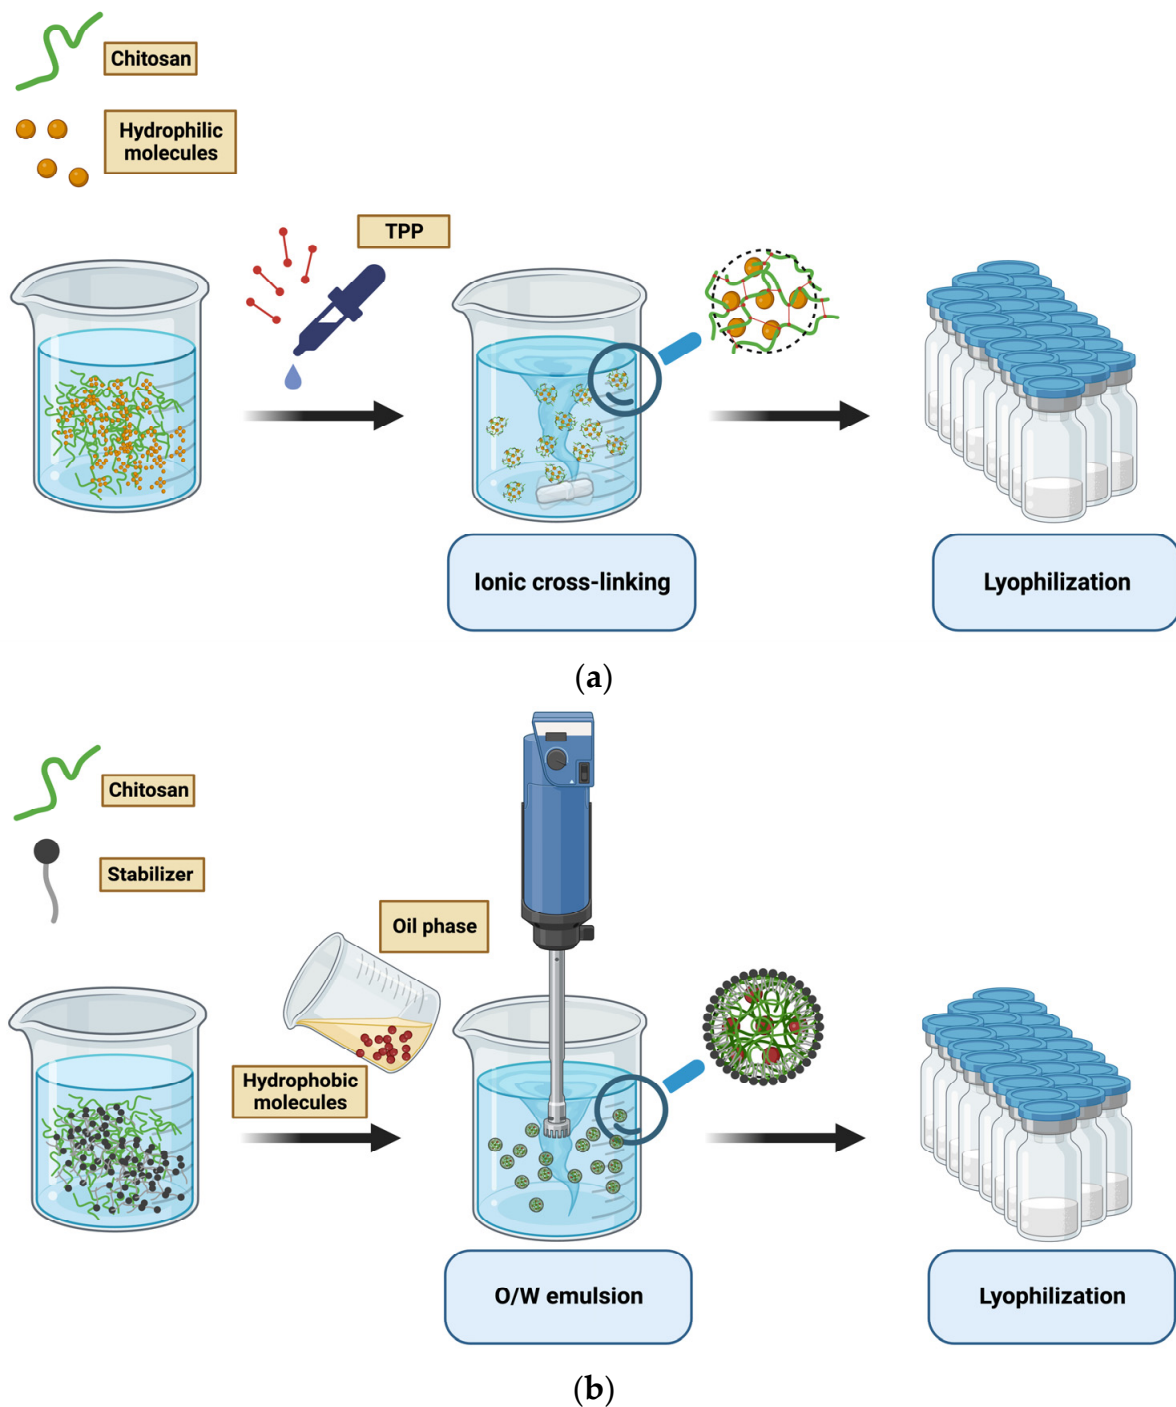 Chitosan
Hydrophilic
molecules
TPP
Ionic cross-linking
Lyophilization
(a)
Chitosan
Stabilizer
Oil phase
Hydrophobic
molecules
O/W emulsion
Lyophilization
(b)